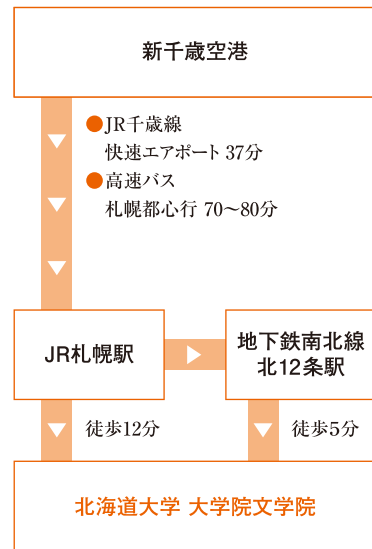 新千歳空港
●JR千歳線
快速エアポート 37分
●高速バス
札幌都心行 70〜80分
JR札幌駅
地下鉄南北線
北12条駅
徒歩12分
徒歩5分
北海道大学 大学院文学院